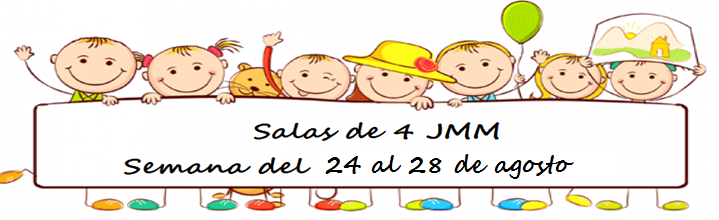 Salas de 4 JMM
Semana del 24 al 28 de agosto